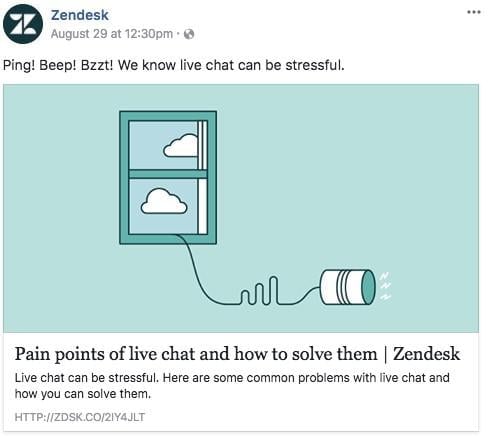 Zendesk
August 29 at 12:30pm ·
Ping! Beep! Bzzt! We know live chat can be stressful.
Pain points of live chat and how to solve them | Zendesk
Live chat can be stressful. Here are some common problems with live chat and
how you can solve them.
HTTP://ZDSK.CO/2IY4JLT